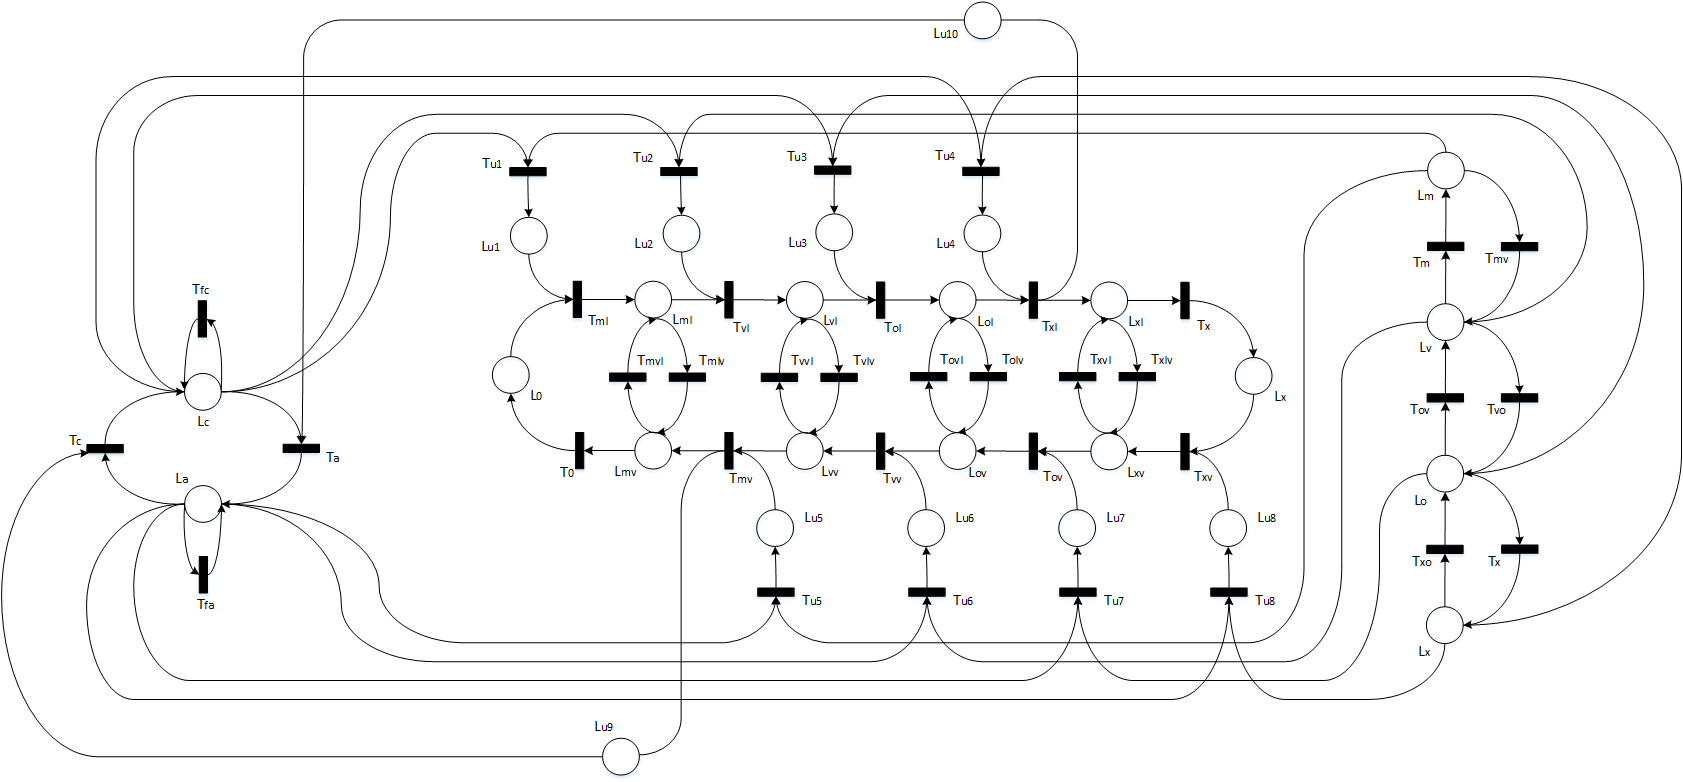 Lu10
Tu1
Tu2
Tu3
Tu4
Lm
Lu1
Lu2
Lu3
Lu4
Tm
Tmv
Tfc
Tml
Lml
Tvl
Lvl
Tol
Lol
Txl
Lxl
Tx
Lv
Tmvl
Tmlv
Tvvl
Tvlv
Tovl
Tolv
Txvl
Txlv
L0
Lx
Tov
Tvo
Lc
Tc
Ta
T0
Lmv
Tmv
Lvv
Tvv
Lov
Tov
Lxv
Txv
La
Lo
Lu5
Lu6
Lu7
Lu8
Txo
Tx
Tfa
Tu5
Tu6
Tu7
Tu8
Lx
Lu9